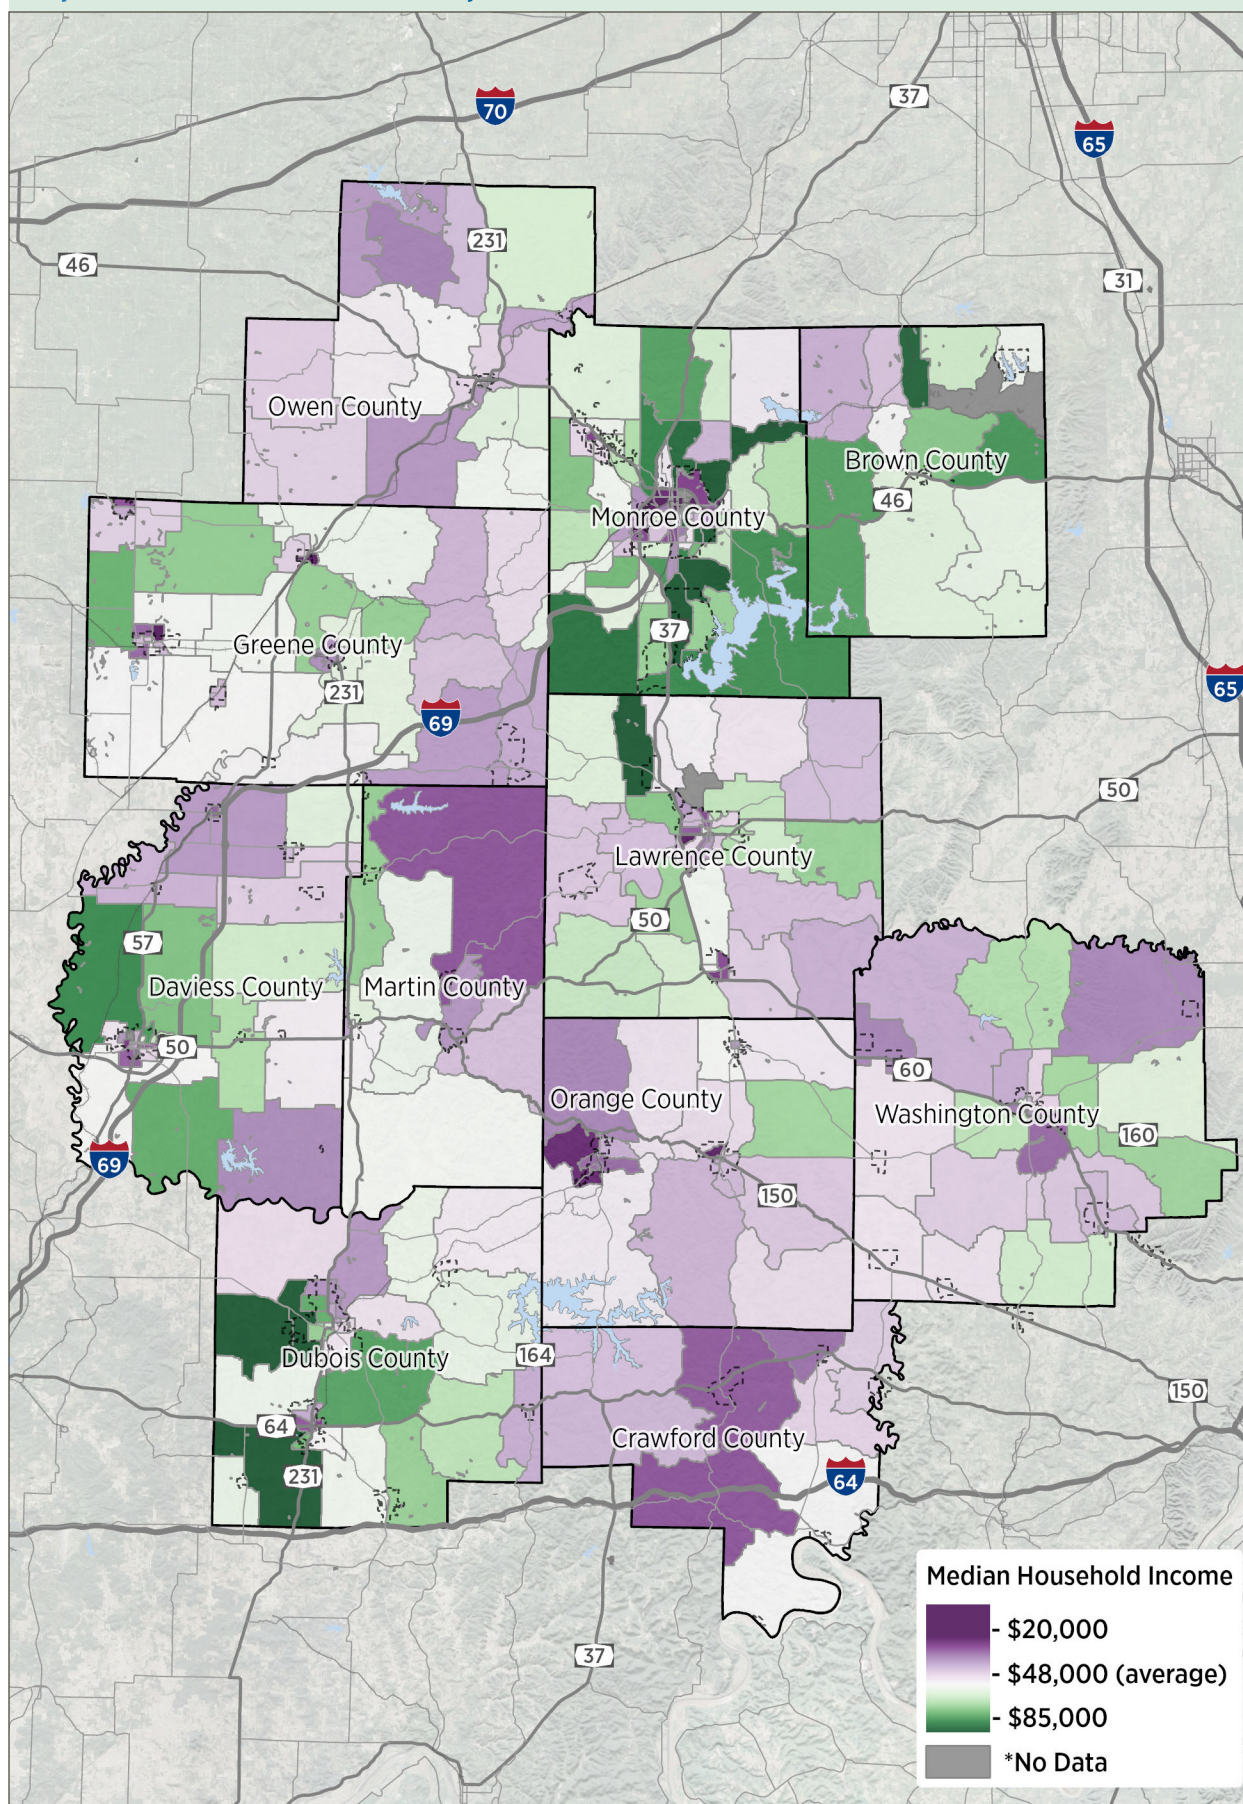 70
37
65
231
46
31
Owen County
Brown County
46
Monroe County
37
Greene County
231
65
69
50
Lawrence County
50
57
Daviess County
Martin County
50
60
Orange County
Washington County
160
69
150
Dubois County
164
150
64
Crawford County
231
64
37
Median Household Income
- $20,000
- $48,000 (average)
- $85,000
*No Data